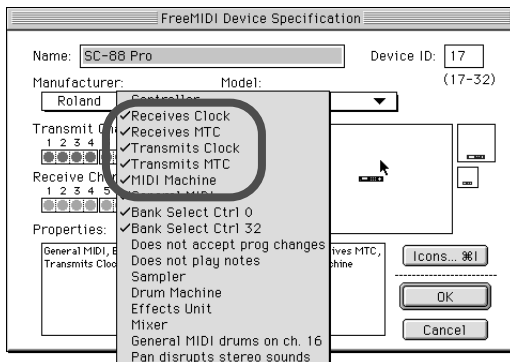 FreeMIDI Device Specification
Name: SC-88 Pro
Device ID: 17
(17-32)
Manufacturer:
Model:
Roland
Controller
✓Receives Clock
✓Receives MTC
✓Transmits Clock
✓Transmits MTC
✓MIDI Machine
✓General MIDI
✓Bank Select Ctrl 0
✓Bank Select Ctrl 32
Does not accept prog changes
Does not play notes
Sampler
Drum Machine
Effects Unit
Mixer
General MIDI drums on ch. 16
Pan disrupts stereo sounds
Transmit
1 2 3 4
Receive
1 2 3 4 5
Properties:
General MIDI,
Transmits
MTC,
Icons... ⌘I
OK
Cancel